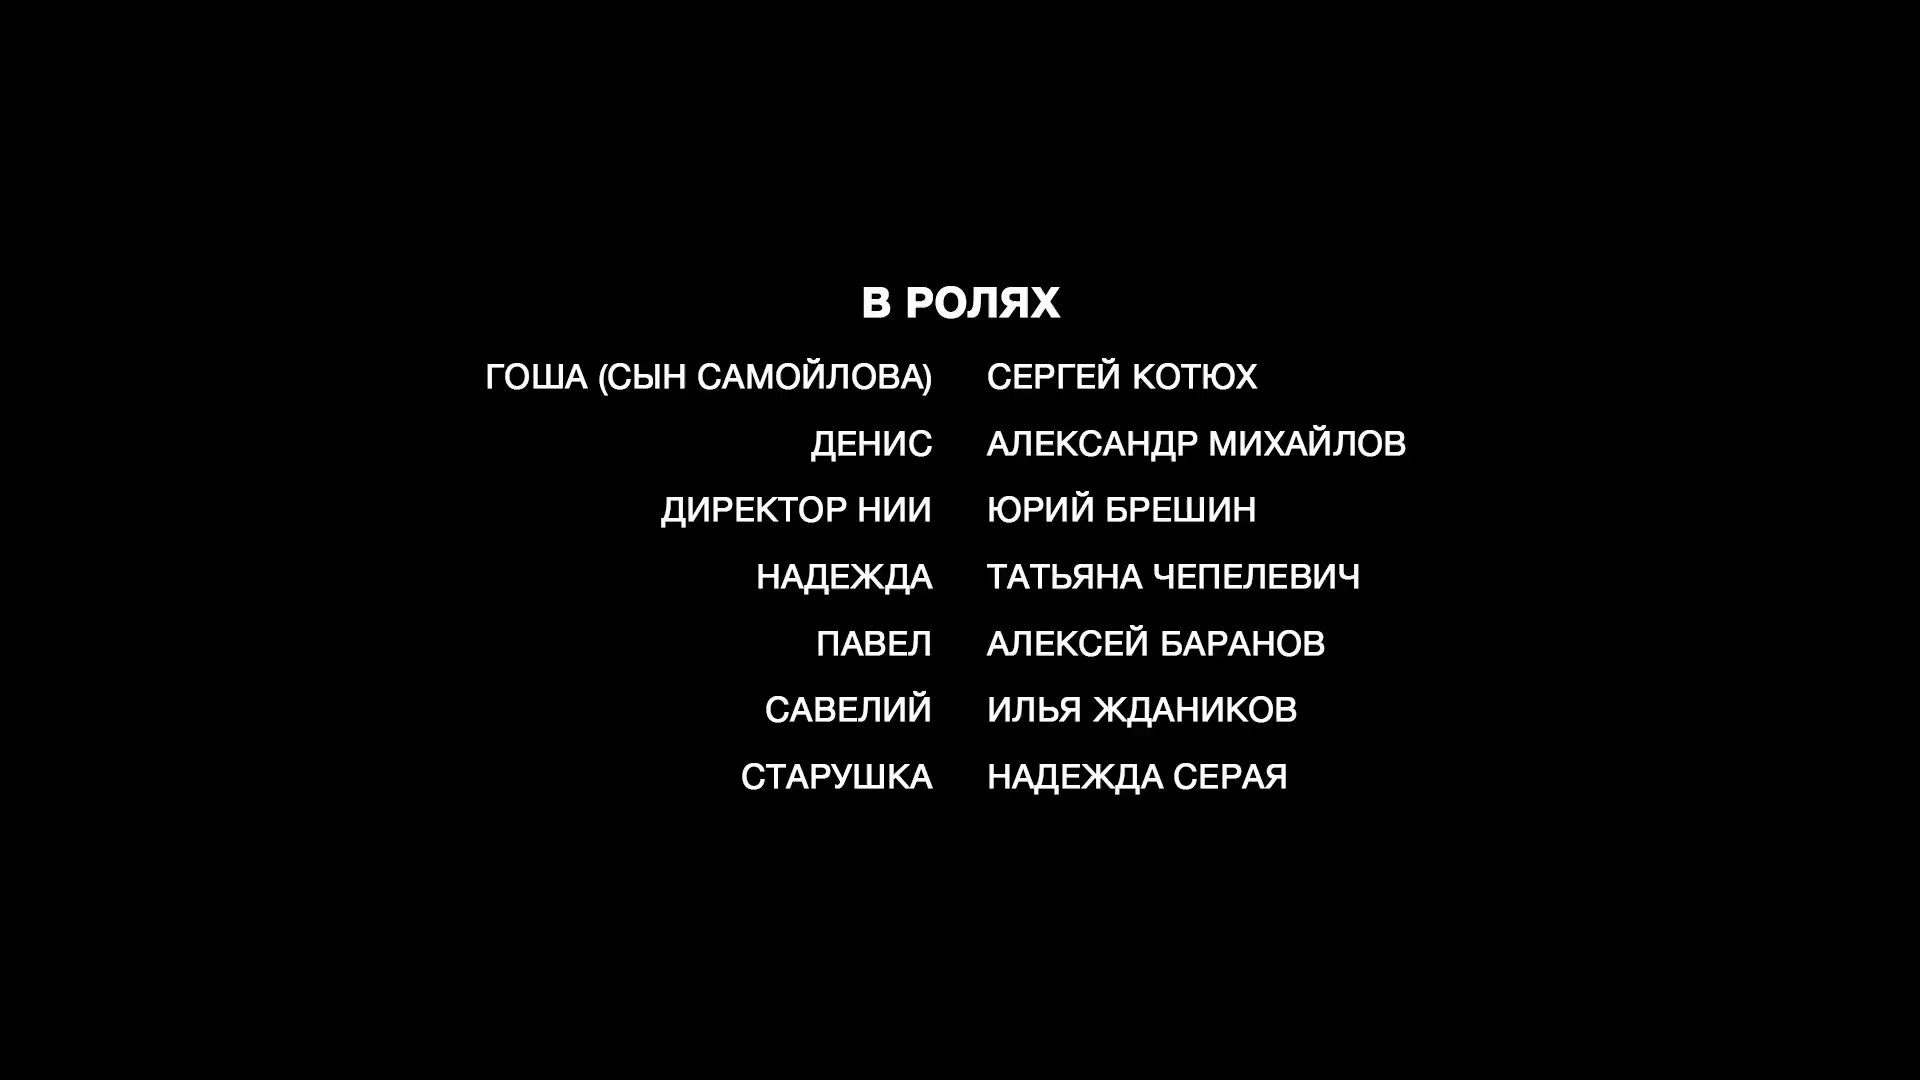 В РОЛЯХ
ГОША (СЫН САМОЙЛОВА) СЕРГЕЙ КОТЮХ
ДЕНИС АЛЕКСАНДР МИХАЙЛОВ
ДИРЕКТОР НИИ ЮРИЙ БРЕШИН
НАДЕЖДА ТАТЬЯНА ЧЕПЕЛЕВИЧ
ПАВЕЛ АЛЕКСЕЙ БАРАНОВ
САВЕЛИЙ ИЛЬЯ ЖДАНИКОВ
СТАРУШКА НАДЕЖДА СЕРАЯ